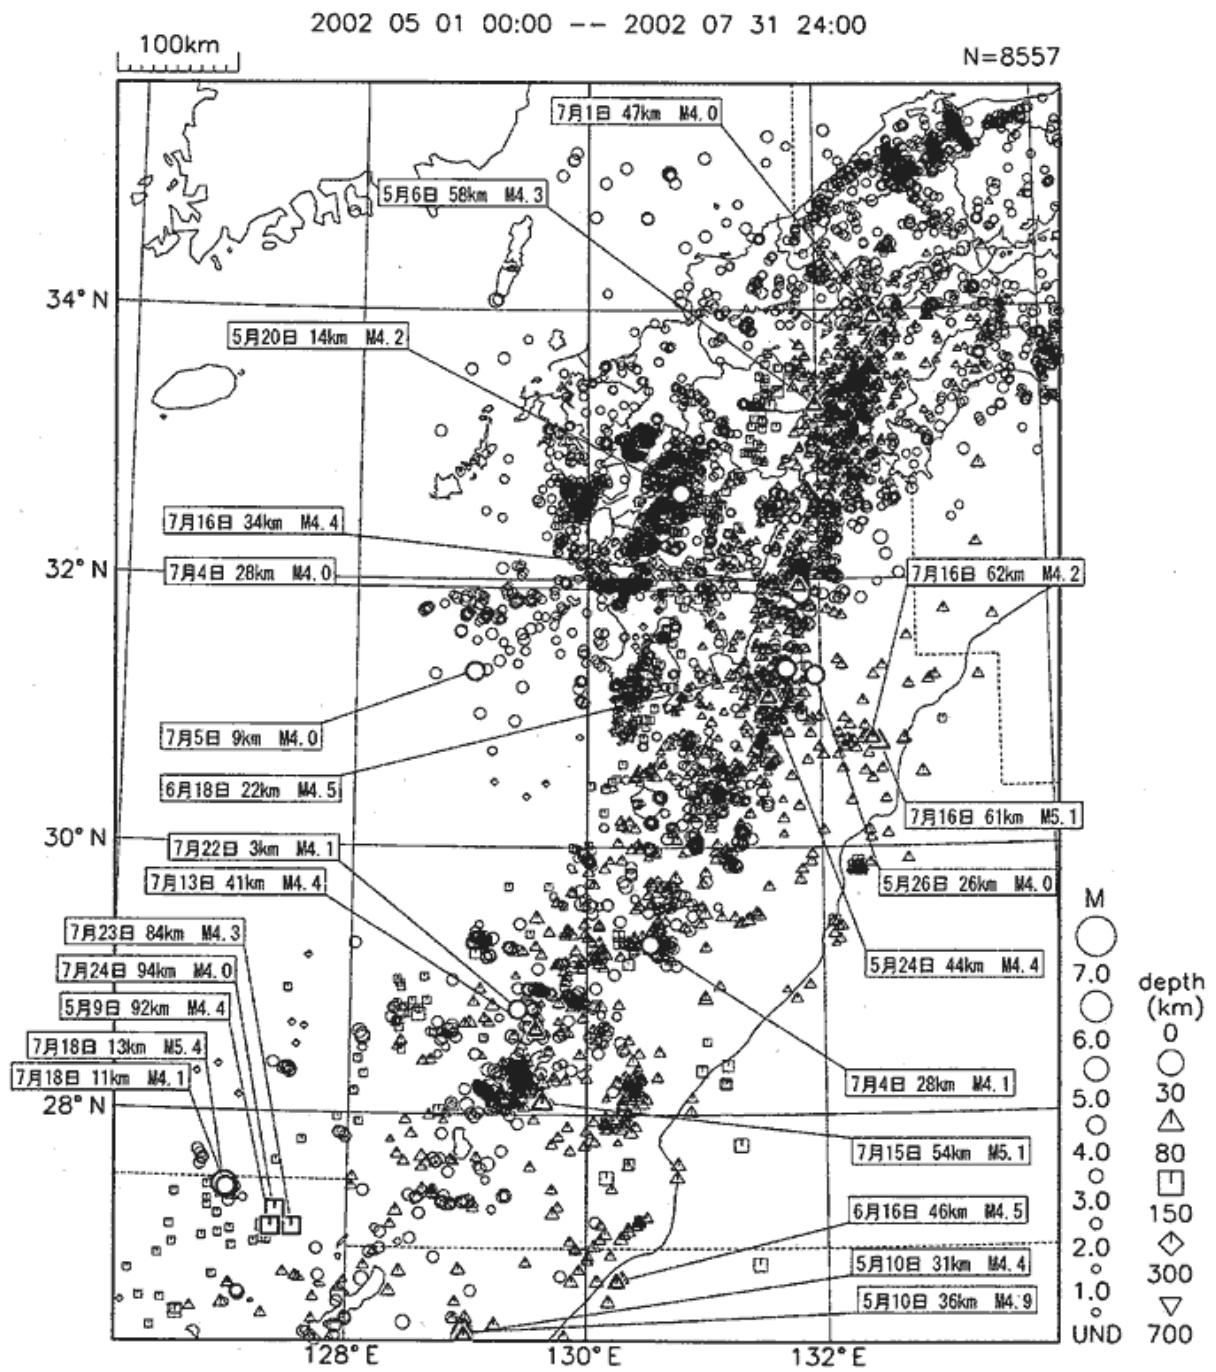 2002 05 01 00:00 -- 2002 07 31 24:00
100km
N=8557
7月1日 47km M4.0
5月6日 58km M4.3
34°N
5月20日 14km M4.2
7月16日 34km M4.4
32°N
7月4日 28km M4.0
7月16日 62km M4.2
7月5日 9km M4.0
6月18日 22km M4.5
7月16日 61km M5.1
30°N
7月22日 3km M4.1
7月13日 41km M4.4
5月26日 26km M4.0
7月23日 84km M4.3
7月24日 94km M4.0
5月24日 44km M4.4
5月9日 92km M4.4
7月18日 13km M5.4
7月18日 11km M4.1
7月4日 28km M4.1
28°N
7月15日 54km M5.1
6月16日 46km M4.5
5月10日 31km M4.4
5月10日 36km M4.9
128°E
130°E
132°E
M
7.0
6.0
5.0
4.0
3.0
2.0
1.0
UND
depth
(km)
0
30
80
150
300
700